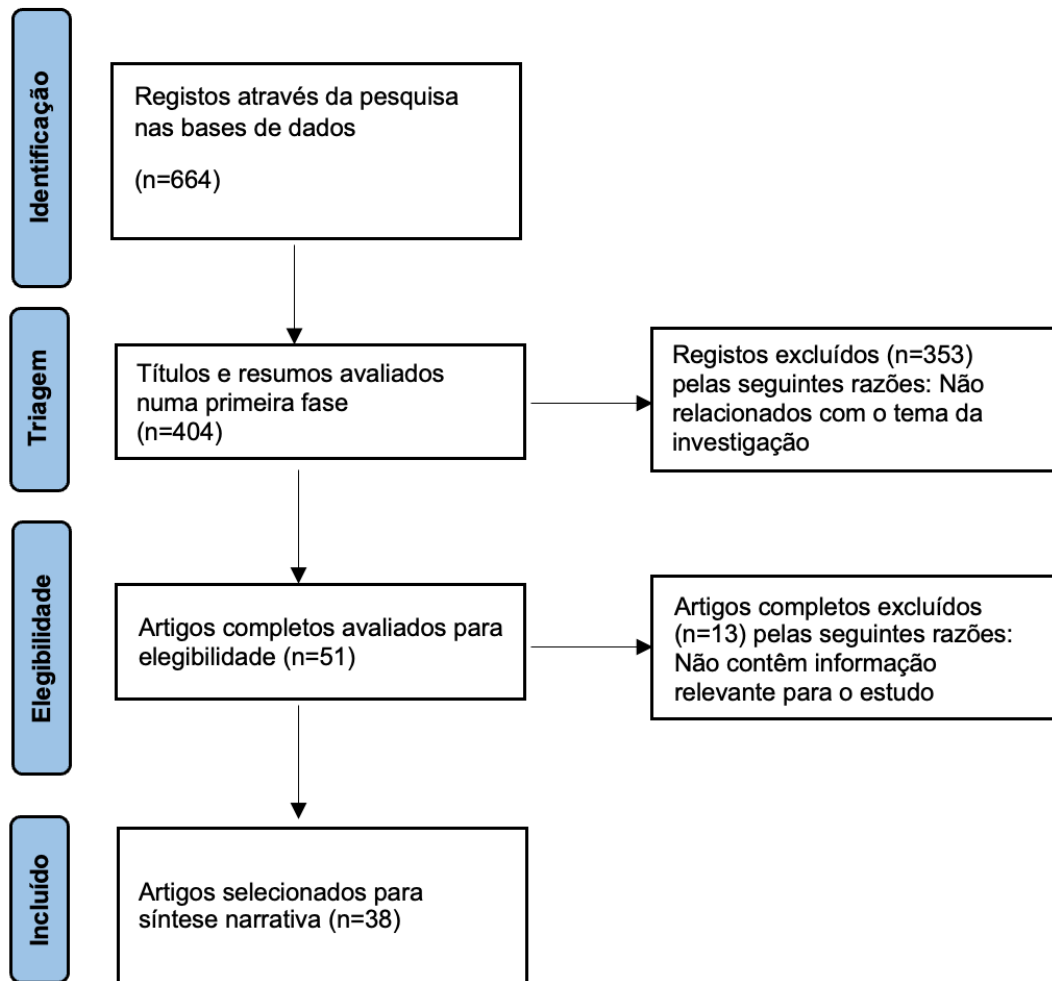 Identificação
Registos através da pesquisa
nas bases de dados
(n=664)
Triagem
Títulos e resumos avaliados
numa primeira fase
(n=404)
Registos excluídos (n=353)
pelas seguintes razões: Não
relacionados com o tema da
investigação
Elegibilidade
Artigos completos avaliados para
elegibilidade (n=51)
Artigos completos excluídos
(n=13) pelas seguintes razões:
Não contêm informação
relevante para o estudo
Incluído
Artigos selecionados para
síntese narrativa (n=38)